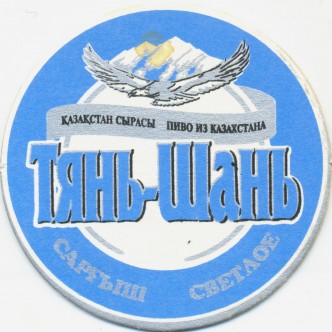 ҚАЗАҚСТАН СЫРАСЫ ПИВО ИЗ КАЗАХСТАНА
Тянь-Шань
САРҒЫШ СВЕТЛОЕ